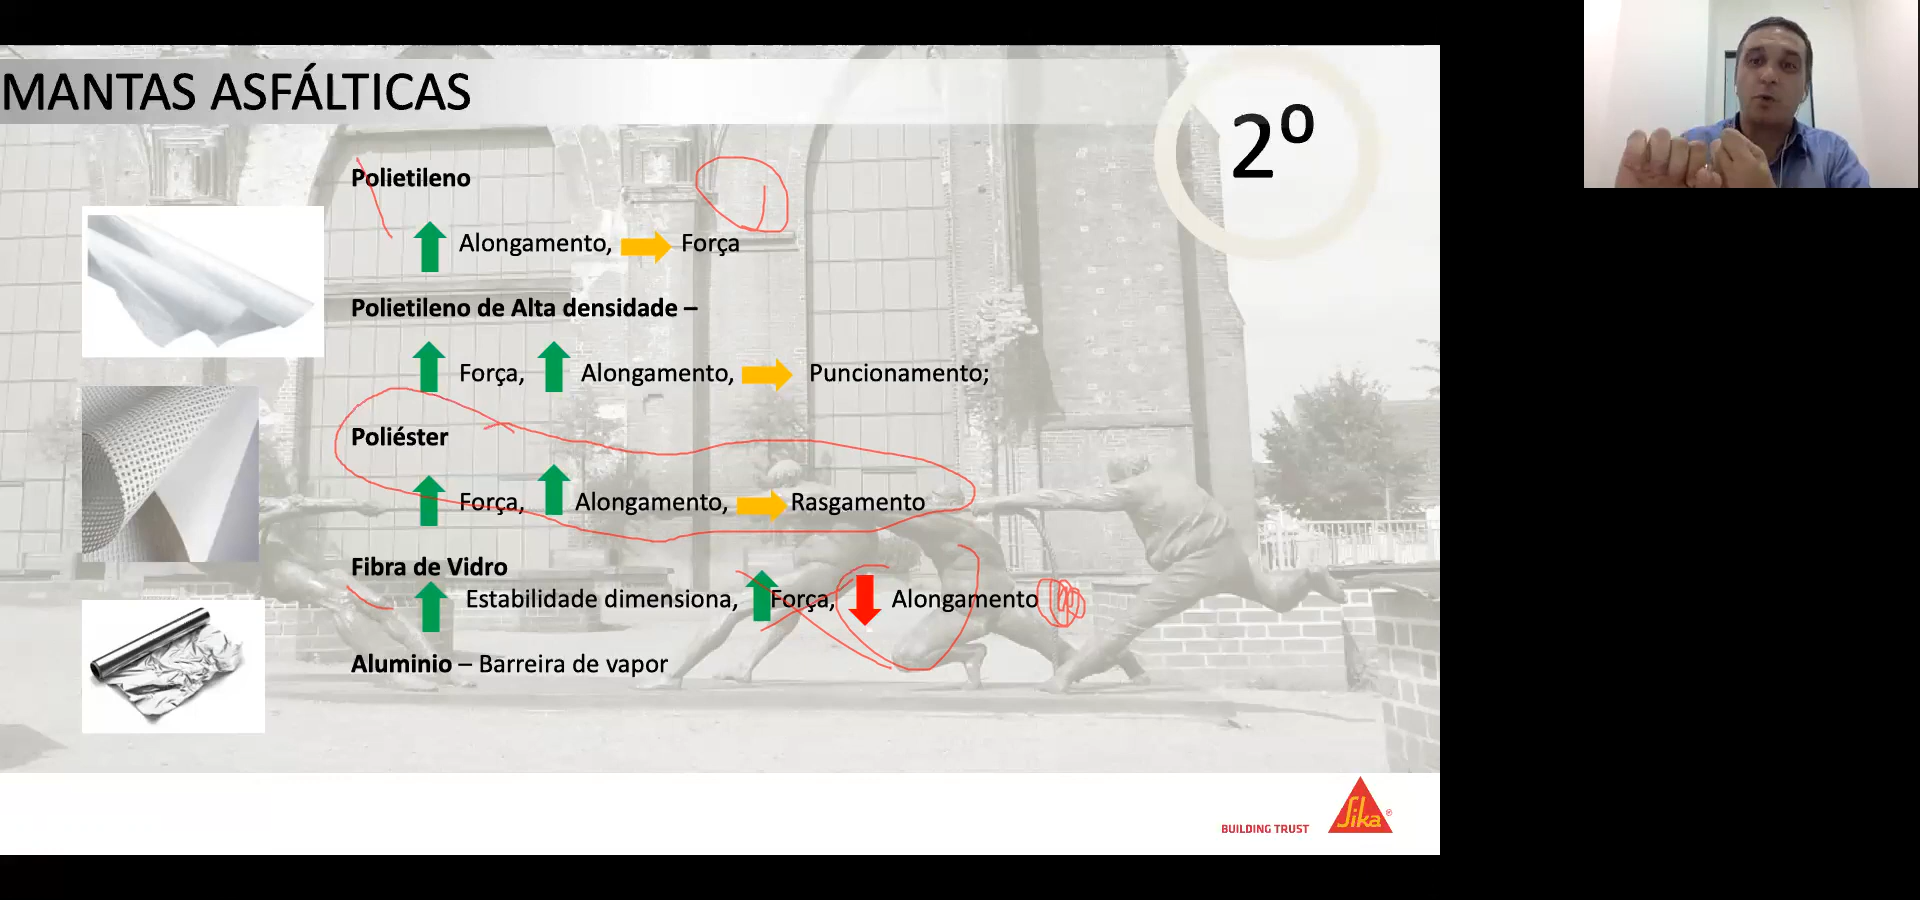 MANTAS ASFÁLTICAS
2º
Polietileno
Alongamento, Força
Polietileno de Alta densidade –
Força, Alongamento, Puncionamento;
Poliéster
Força, Alongamento, Rasgamento
Fibra de Vidro
Estabilidade dimensiona, Força, Alongamento
Aluminio – Barreira de vapor
BUILDING TRUST
Sika®